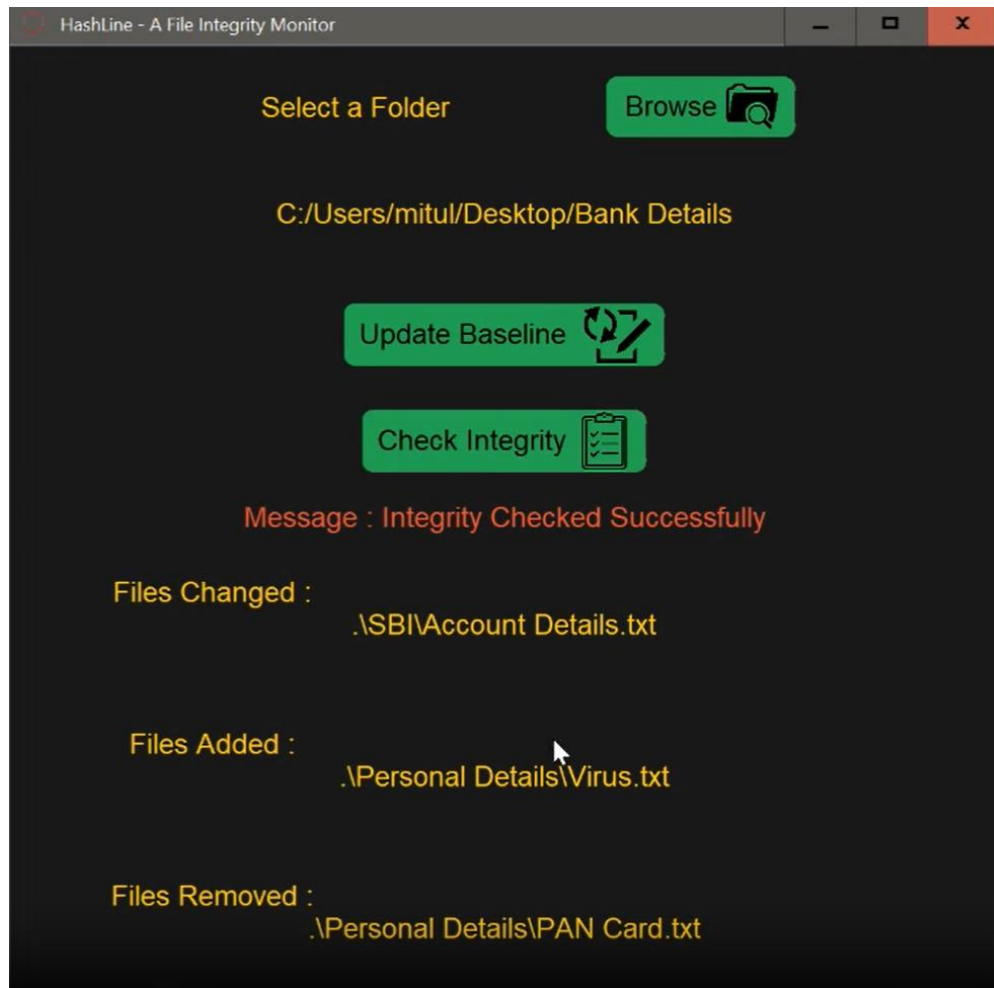 HashLine - A File Integrity Monitor
Select a Folder
Browse
C:/Users/mitul/Desktop/Bank Details
Update Baseline
Check Integrity
Message : Integrity Checked Successfully
Files Changed :
.\SBI\Account Details.txt
Files Added :
.\Personal Details\Virus.txt
Files Removed :
.\Personal Details\PAN Card.txt